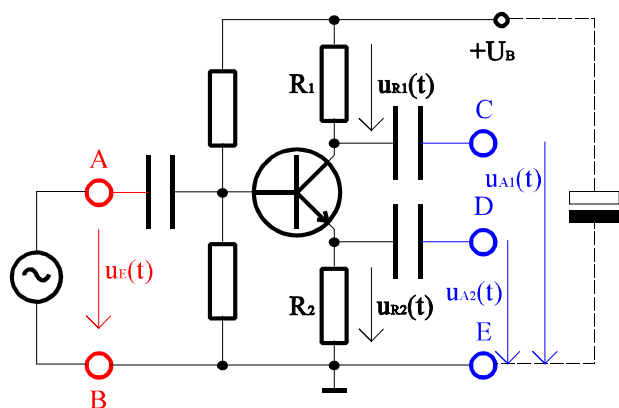 +UB
R1
uR1(t)
C
A
uA1(t)
D
uE(t)
R2
uR2(t)
uA2(t)
E
B